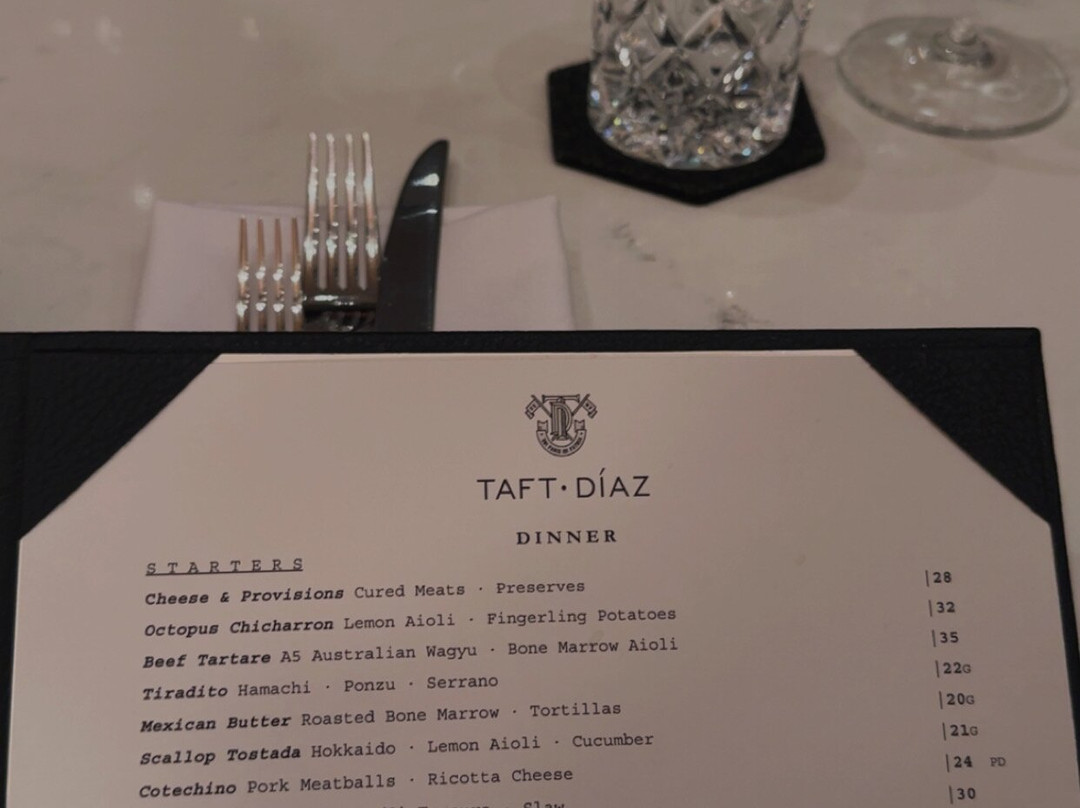 TAFT·DÍAZ
DINNER
STARTERS
Cheese & Provisions Cured Meats · Preserves |28
Octopus Chicharron Lemon Aioli · Fingerling Potatoes |32
Beef Tartare A5 Australian Wagyu · Bone Marrow Aioli |35
Tiradito Hamachi · Ponzu · Serrano |22G
Mexican Butter Roasted Bone Marrow · Tortillas |20G
Scallop Tostada Hokkaido · Lemon Aioli · Cucumber |21G
Cotechino Pork Meatballs · Ricotta Cheese |24 PD
· Slaw |30